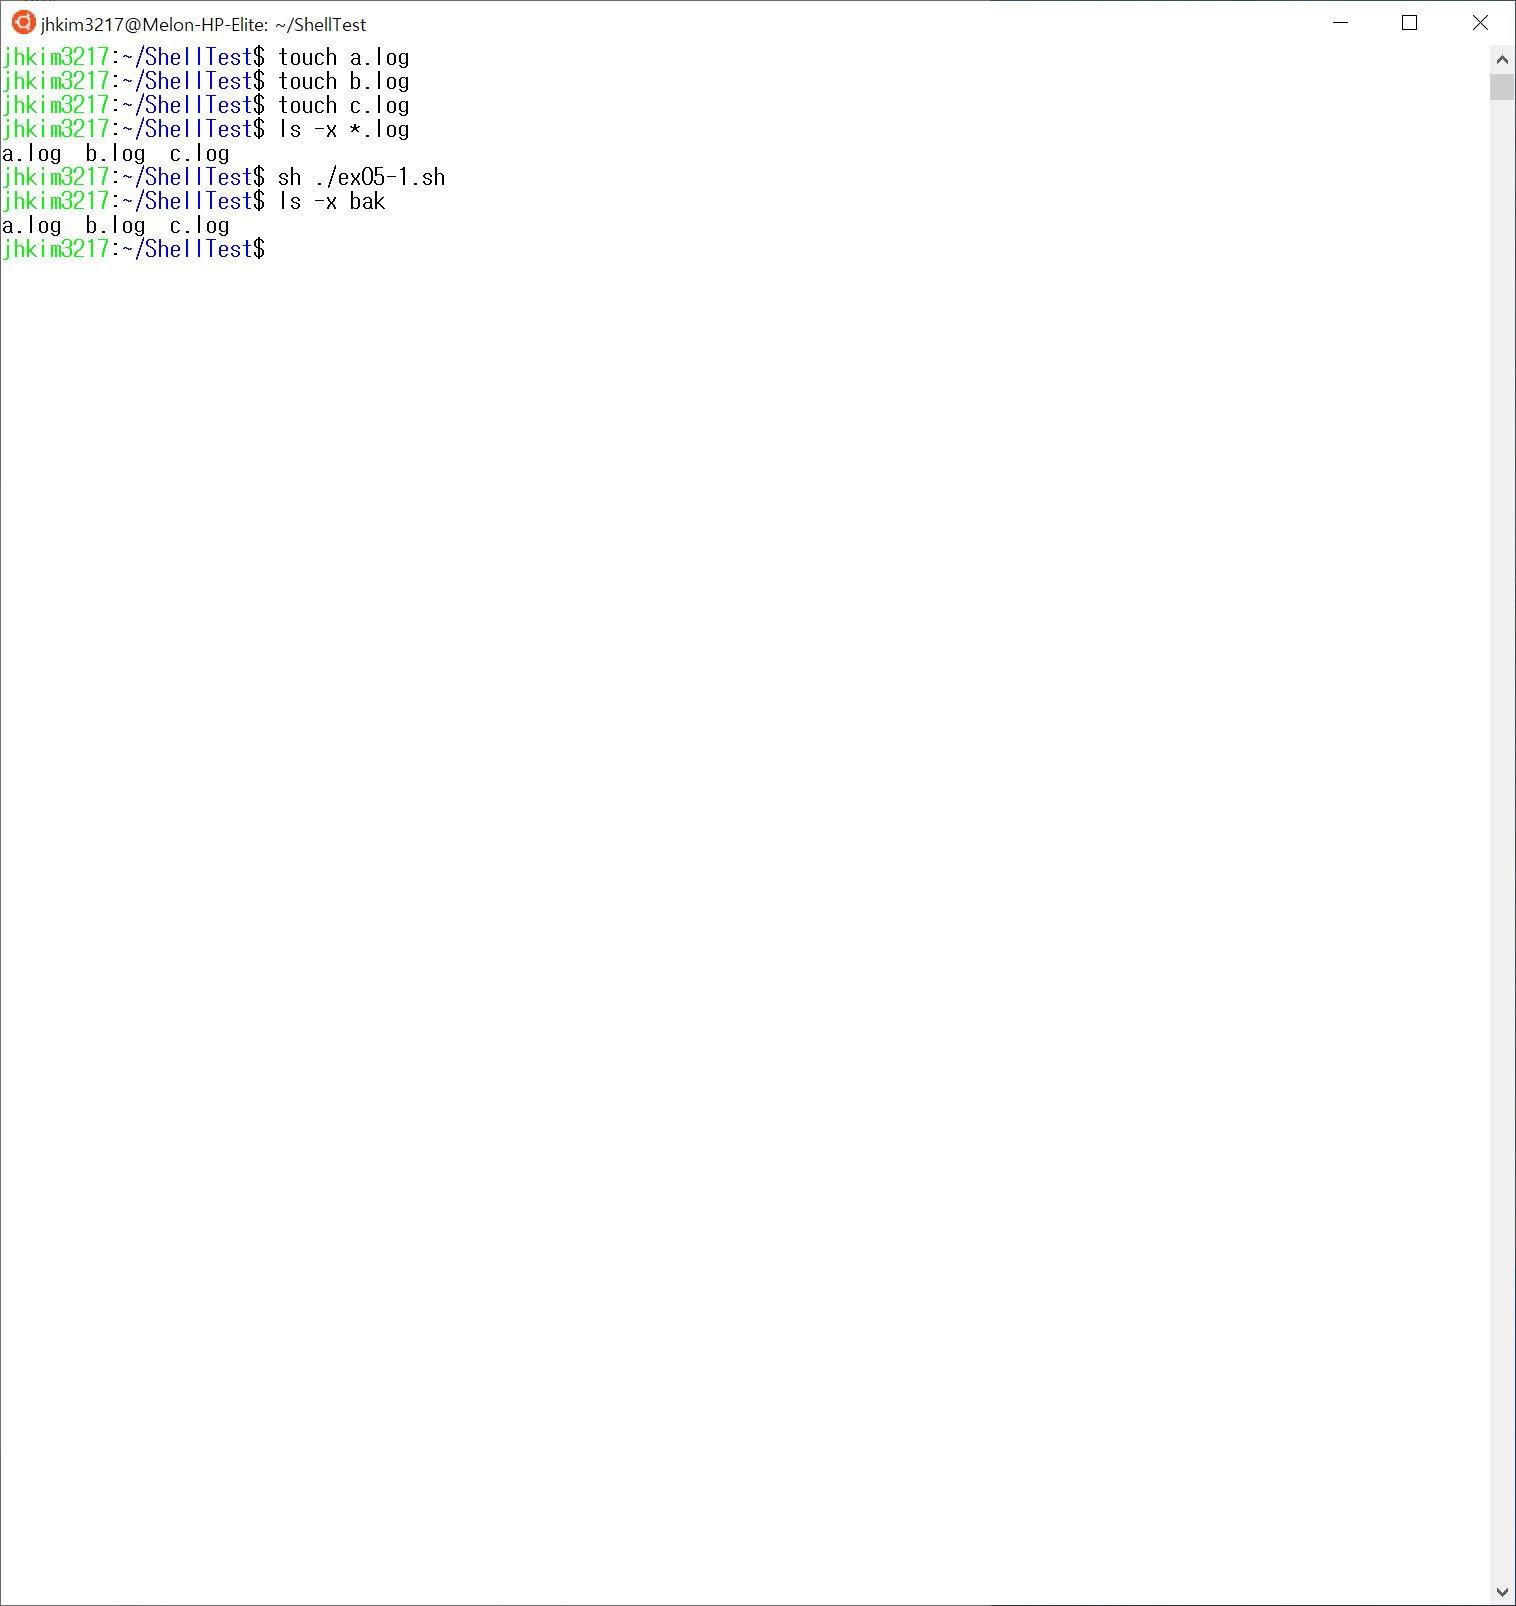 jhkim3217@Melon-HP-Elite: ~/ShellTest
jhkim3217:~/ShellTest$ touch a.log
jhkim3217:~/ShellTest$ touch b.log
jhkim3217:~/ShellTest$ touch c.log
jhkim3217:~/ShellTest$ ls -x *.log
a.log  b.log  c.log
jhkim3217:~/ShellTest$ sh ./ex05-1.sh
jhkim3217:~/ShellTest$ ls -x bak
a.log  b.log  c.log
jhkim3217:~/ShellTest$